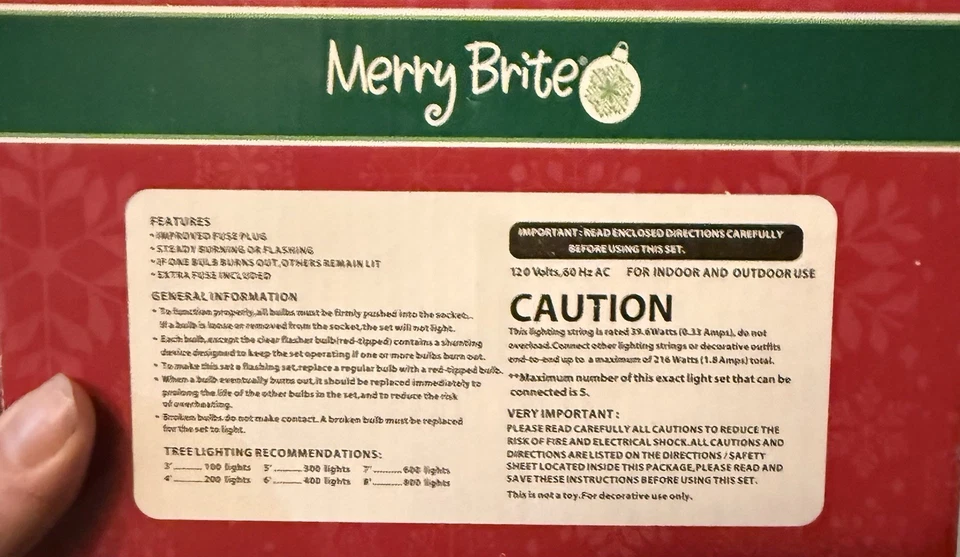 Merry Brite
FEATURES
• IMPROVED FUSE PLUG
• STEADY BURNING OR FLASHING
• IF ONE BULB BURNS OUT, OTHERS REMAIN LIT
• EXTRA FUSE INCLUDED
GENERAL INFORMATION
• To function properly, all bulbs must be firmly pushed into the socket.
If a bulb is loose or removed from the socket, the set will not light.
• Each bulb, except the clear flasher bulb(red-tipped) contains a shunting
device designed to keep the set operating if one or more bulbs burn out.
• To make this set a flashing set, replace a regular bulb with a red-tipped bulb.
• When a bulb eventually burns out, it should be replaced immediately to
prolong the life of the other bulbs in the set, and to reduce the risk
of overheating.
• Broken bulbs do not make contact. A broken bulb must be replaced
for the set to light.
TREE LIGHTING RECOMMENDATIONS:
3'........ 100 lights 5'........ 300 lights 7'........ 600 lights
4'........ 200 lights 6'........ 400 lights 8'........ 800 lights
IMPORTANT : READ ENCLOSED DIRECTIONS CAREFULLY
BEFORE USING THIS SET.
120 Volts, 60 Hz AC FOR INDOOR AND OUTDOOR USE
CAUTION
This lighting string is rated 39.6Watts (0.33 Amps), do not
overload. Connect other lighting strings or decorative outfits
end-to-end up to a maximum of 216 Watts (1.8 Amps) total.
**Maximum number of this exact light set that can be
connected is 5.
VERY IMPORTANT :
PLEASE READ CAREFULLY ALL CAUTIONS TO REDUCE THE
RISK OF FIRE AND ELECTRICAL SHOCK. ALL CAUTIONS AND
DIRECTIONS ARE LISTED ON THE DIRECTIONS / SAFETY
SHEET LOCATED INSIDE THIS PACKAGE, PLEASE READ AND
SAVE THESE INSTRUCTIONS BEFORE USING THIS SET.
This is not a toy. For decorative use only.